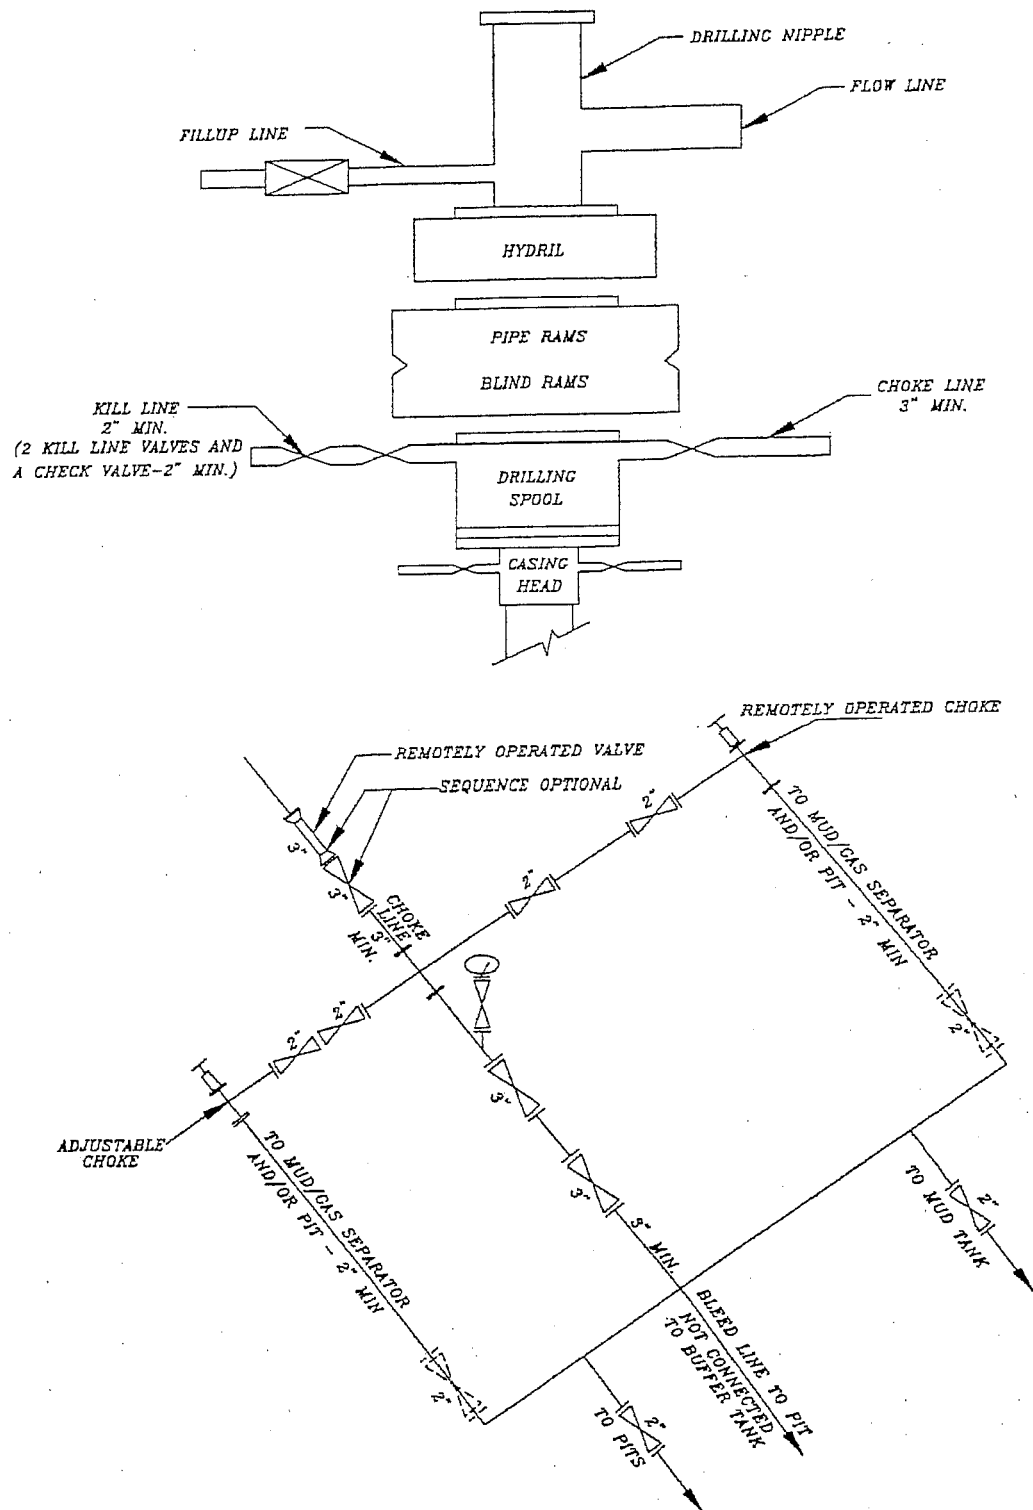 DRILLING NIPPLE
FLOW LINE
FILLUP LINE
HYDRIL
PIPE RAMS
BLIND RAMS
CHOKE LINE
3" MIN.
KILL LINE
2" MIN.
(2 KILL LINE VALVES AND
A CHECK VALVE-2" MIN.)
DRILLING
SPOOL
CASING
HEAD
REMOTELY OPERATED CHOKE
REMOTELY OPERATED VALVE
SEQUENCE OPTIONAL
3"
3"
CHOKE
LINE
3"
MIN.
2"
2"
TO MUD/GAS SEPARATOR
AND/OR PIT - 2" MIN
2"
2"
2"
3"
3"
3" MIN.
ADJUSTABLE
CHOKE
TO MUD/GAS SEPARATOR
AND/OR PIT - 2" MIN
2"
2"
TO MUD TANK
BLEED LINE TO PIT
NOT CONNECTED
TO BUFFER TANK
2"
TO PITS